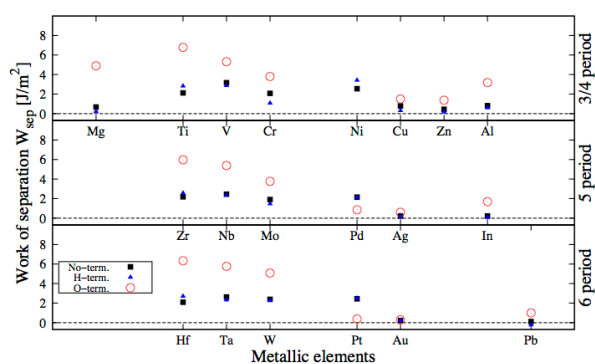 Work of separation W_sep [J/m²]
8
6
4
2
0
Mg Ti V Cr Ni Cu Zn Al
3/4 period
8
6
4
2
0
Zr Nb Mo Pd Ag In
5 period
8
6
4
2
0
No-term.
H-term.
O-term.
Hf Ta W Pt Au Pb
6 period
Metallic elements